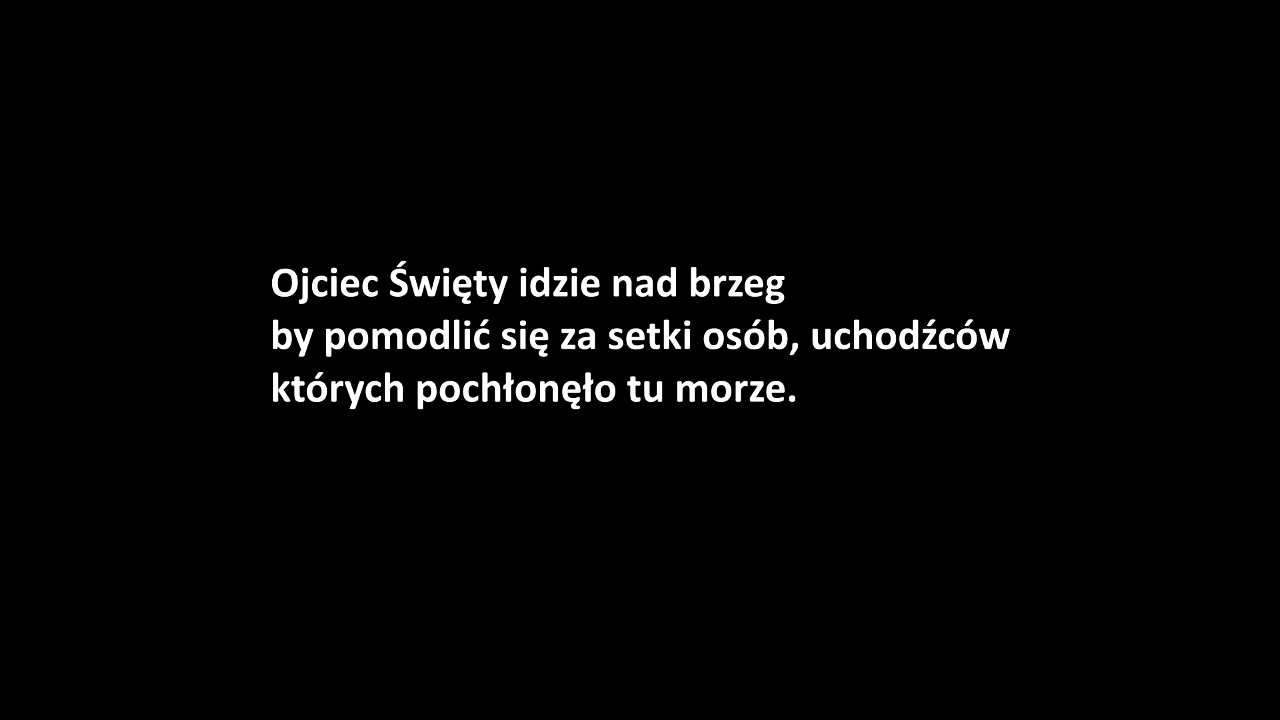 Ojciec Święty idzie nad brzeg
by pomodlić się za setki osób, uchodźców
których pochłonęło tu morze.